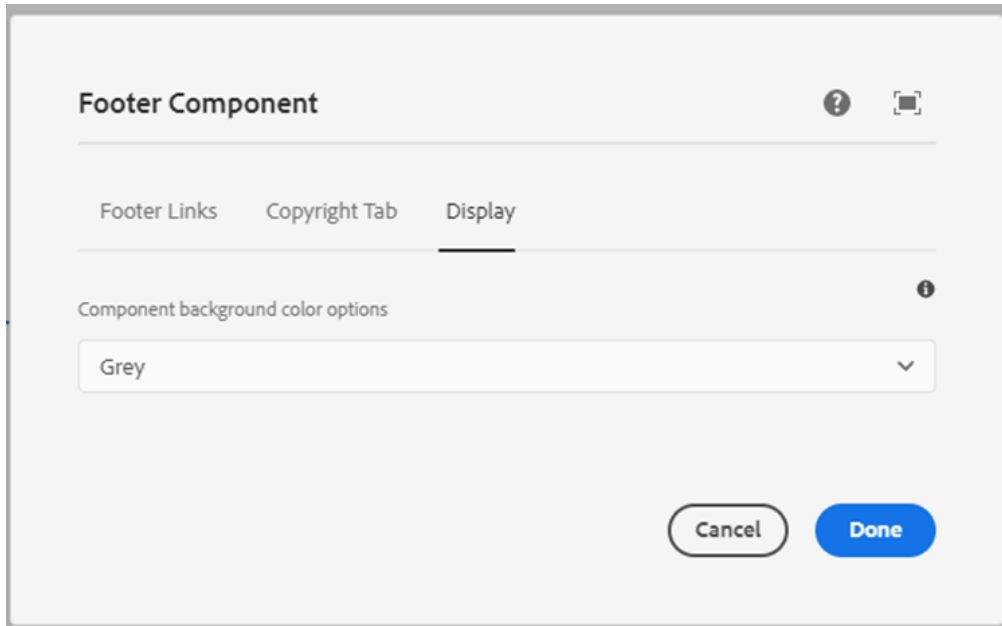 Footer Component
Footer Links
Copyright Tab
Display
Component background color options
Grey
Cancel
Done